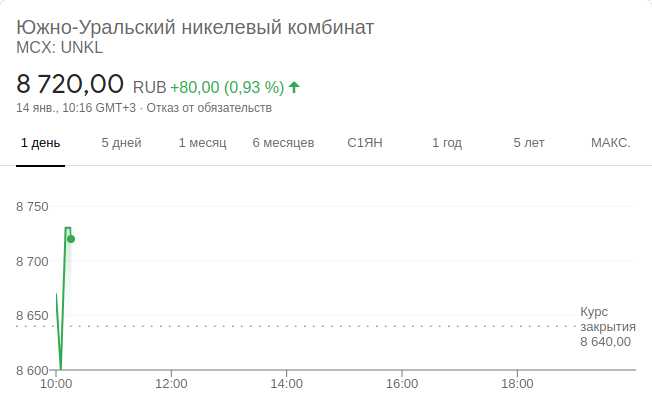 Южно-Уральский никелевый комбинат
MCX: UNKL
8 720,00 RUB +80,00 (0,93 %)
14 янв., 10:16 GMT+3 · Отказ от обязательств
1 день 5 дней 1 месяц 6 месяцев С1ЯН 1 год 5 лет МАКС.
8 750
8 700
8 650
8 600
Курс
закрытия
8 640,00
10:00 12:00 14:00 16:00 18:00